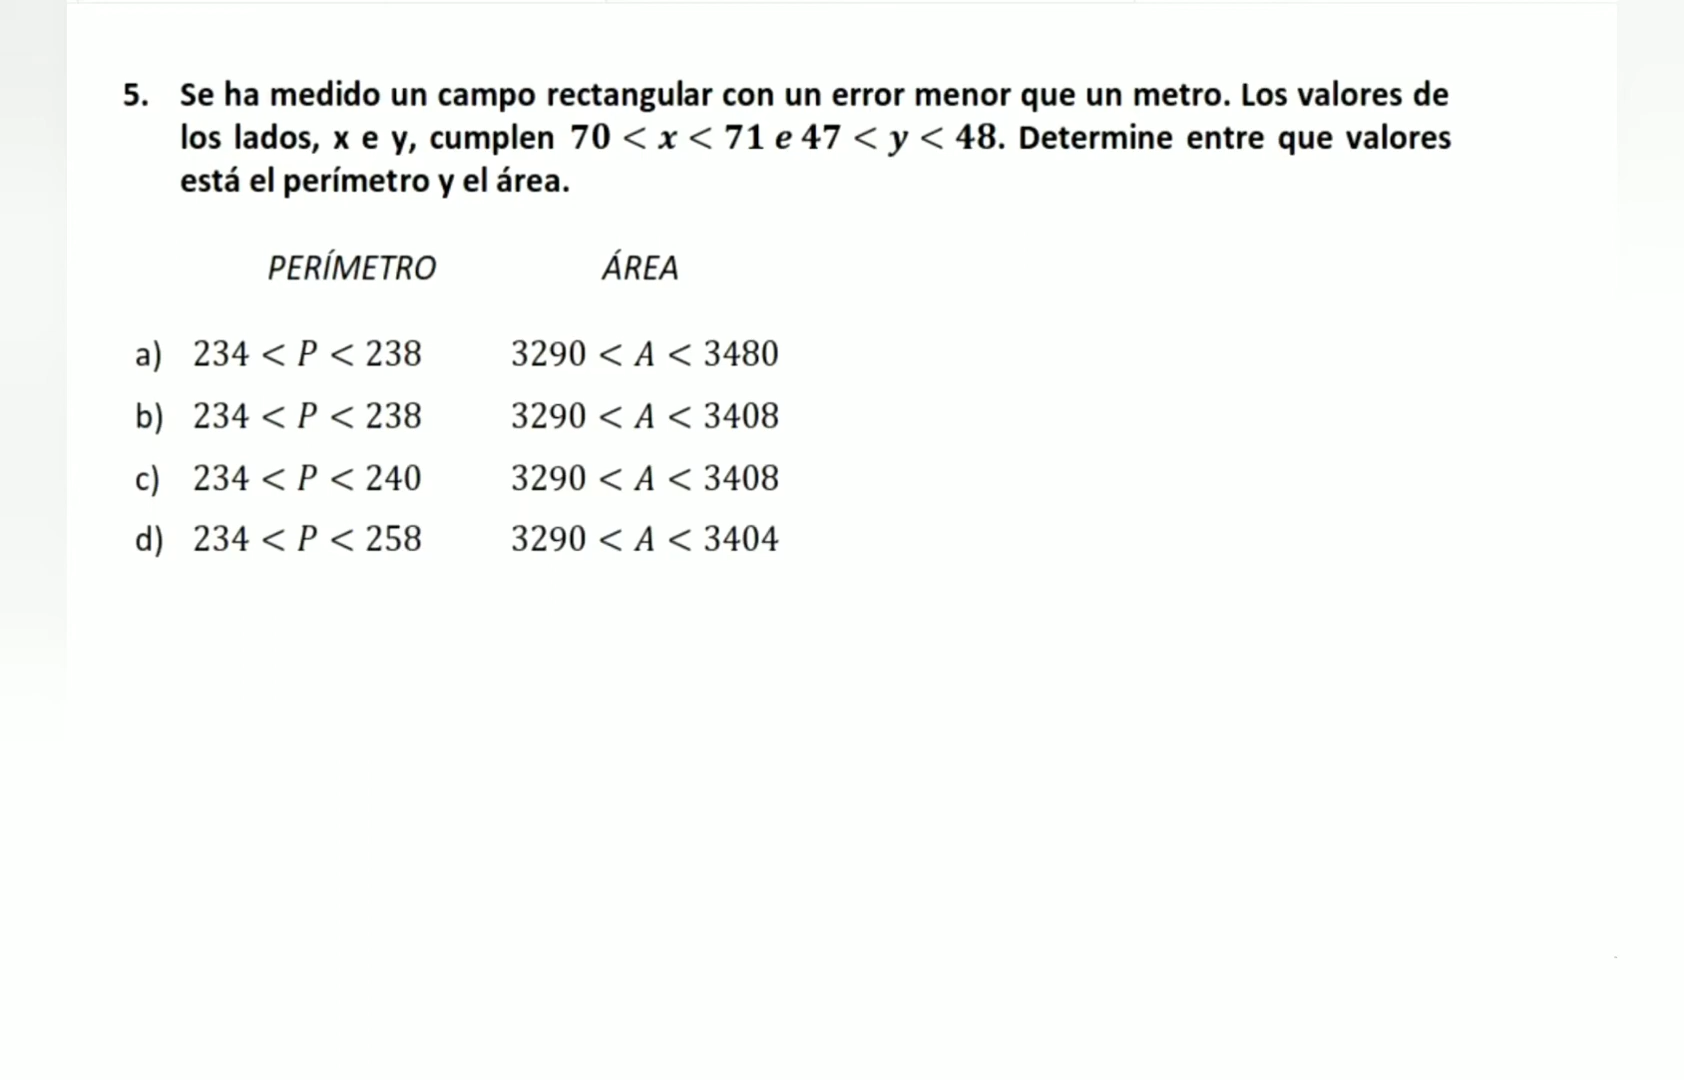 5. Se ha medido un campo rectangular con un error menor que un metro. Los valores de
los lados, x e y, cumplen 70 < x < 71 e 47 < y < 48. Determine entre que valores
está el perímetro y el área.
PERÍMETRO ÁREA
a) 234 < P < 238 3290 < A < 3480
b) 234 < P < 238 3290 < A < 3408
c) 234 < P < 240 3290 < A < 3408
d) 234 < P < 258 3290 < A < 3404